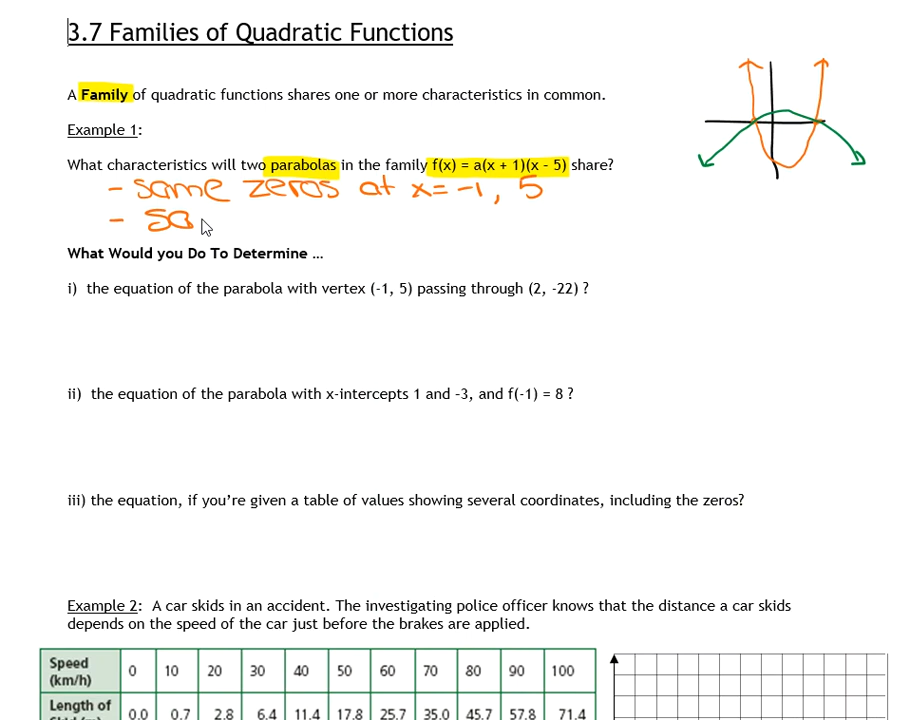 3.7 Families of Quadratic Functions
A Family of quadratic functions shares one or more characteristics in common.
Example 1:
What characteristics will two parabolas in the family f(x) = a(x + 1)(x - 5) share?
- same zeros at x= -1, 5
- sa
What Would you Do To Determine ...
i) the equation of the parabola with vertex (-1, 5) passing through (2, -22) ?
ii) the equation of the parabola with x-intercepts 1 and -3, and f(-1) = 8 ?
iii) the equation, if you're given a table of values showing several coordinates, including the zeros?
Example 2: A car skids in an accident. The investigating police officer knows that the distance a car skids
depends on the speed of the car just before the brakes are applied.
Speed
(km/h) 0 10 20 30 40 50 60 70 80 90 100
Length of
0.0 0.7 2.8 6.4 11.4 17.8 25.7 35.0 45.7 57.8 71.4